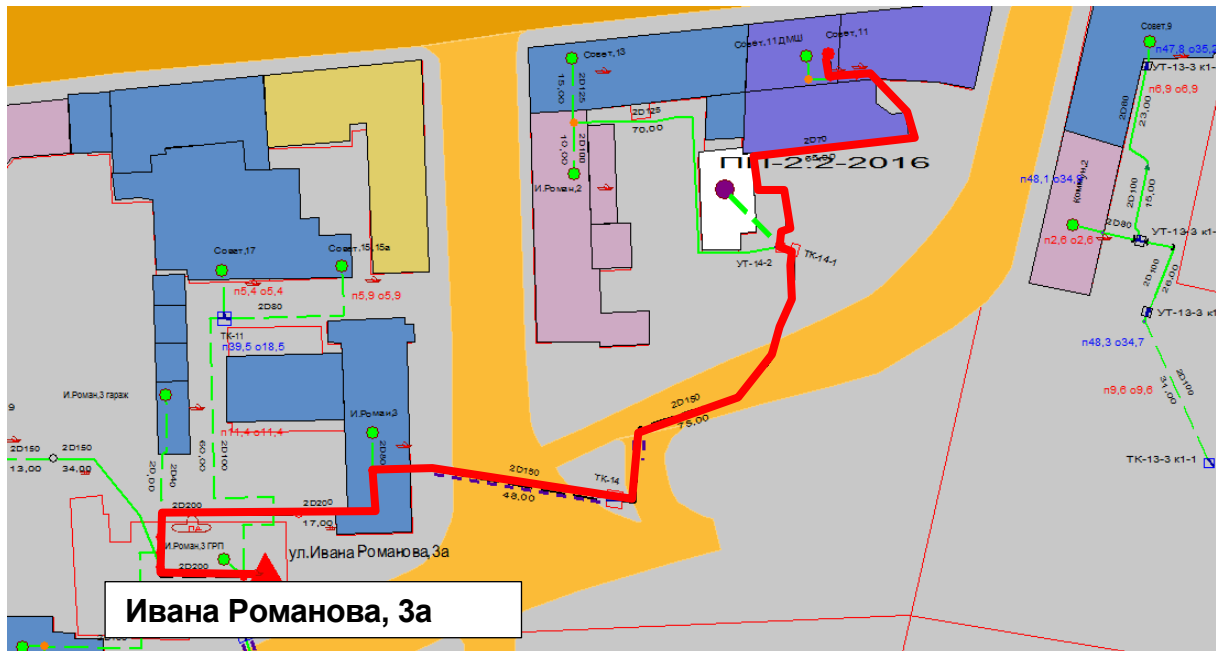 Совет,13
Совет,11ДМШ
Совет,11
Совет,9
п47,8 о35,2
УТ-13-3 к1-
п6,9 о6,9
2D125
15,00
2D125
70,00
2D80
23,00
2D100
10,00
2D70
ПП-2.2-2016
И.Роман,2
п48,1 о34,9
Коммун,2
2D100
15,00
2D80
УТ-13-3 к1-
п2,6 о2,6
Совет,17
Совет,15,15а
УТ-14-2
ТК-14-1
2D100
26,00
п5,4 о5,4
п5,9 о5,9
2D80
ТК-11
п39,5 о18,5
УТ-13-3 к1
п48,3 о34,7
И.Роман,3 гараж
2D150
75,00
2D100
31,00
п9,6 о9,6
И.Роман,3
п11,4 о11,4
9
2D150
2D150
13,00
34,00
2D40
20,00
2D100
60,00
2D80
2D150
48,00
ТК-14
ТК-13-3 к1-1
2D200
2D200
17,00
ПА
И.Роман,3 ГРП
ул.Ивана Романова,3а
2D200
Ивана Романова, 3а